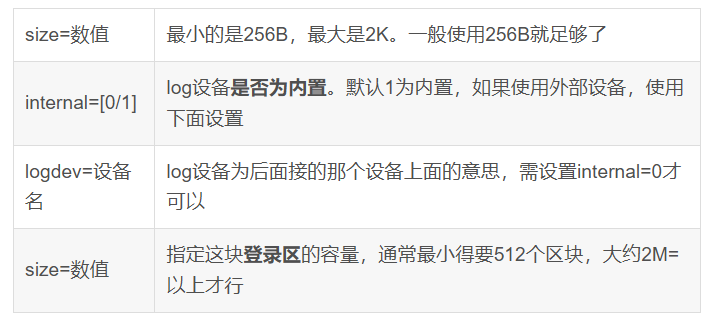 size=数值
最小的是256B，最大是2K。一般使用256B就足够了
internal=[0/1]
log设备是否为内置。默认1为内置，如果使用外部设备，使用
下面设置
logdev=设备
名
log设备为后面接的那个设备上面的意思，需设置internal=0才
可以
size=数值
指定这块登录区的容量，通常最小得要512个区块，大约2M=
以上才行